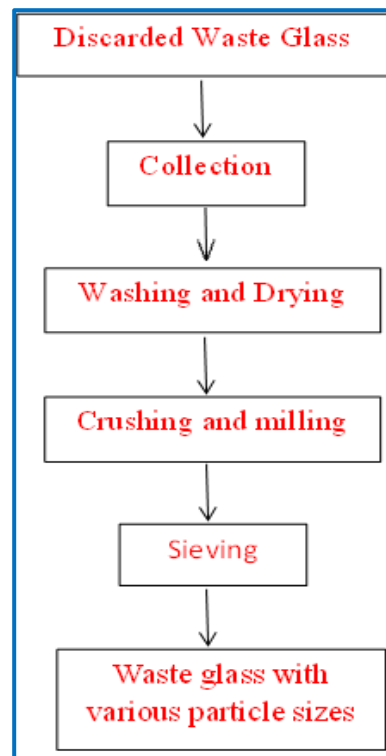 Discarded Waste Glass
Collection
Washing and Drying
Crushing and milling
Sieving
Waste glass with
various particle sizes